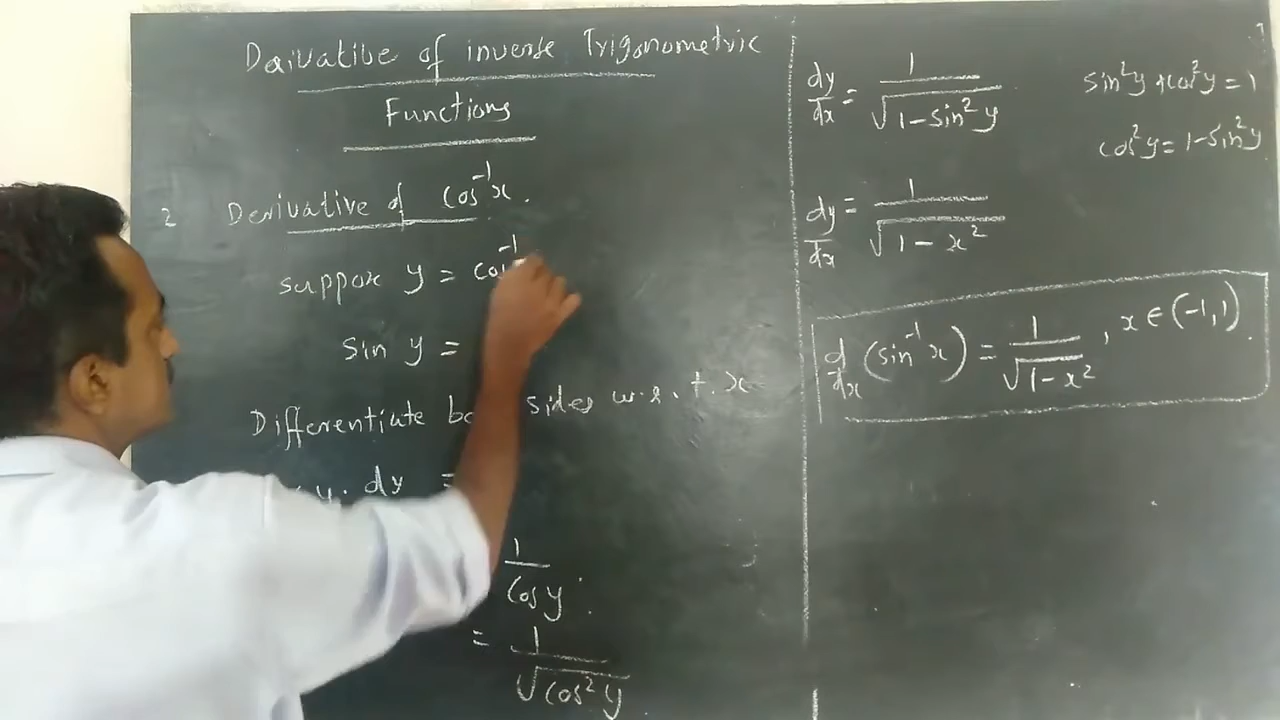 Derivative of inverse Trigonometric
Functions
2 Derivative of cos⁻¹x.
suppose y = cos⁻¹
sin y =
Differentiate sides w.r.t. x
y. dy =
1/cos y.
= 1/√cos²y
dy/dx = 1/√1-sin²y
sin²y + cos²y = 1
cos²y = 1-sin²y
dy/dx = 1/√1-x²
d/dx (sin⁻¹x) = 1/√1-x², x ∈ (-1,1).